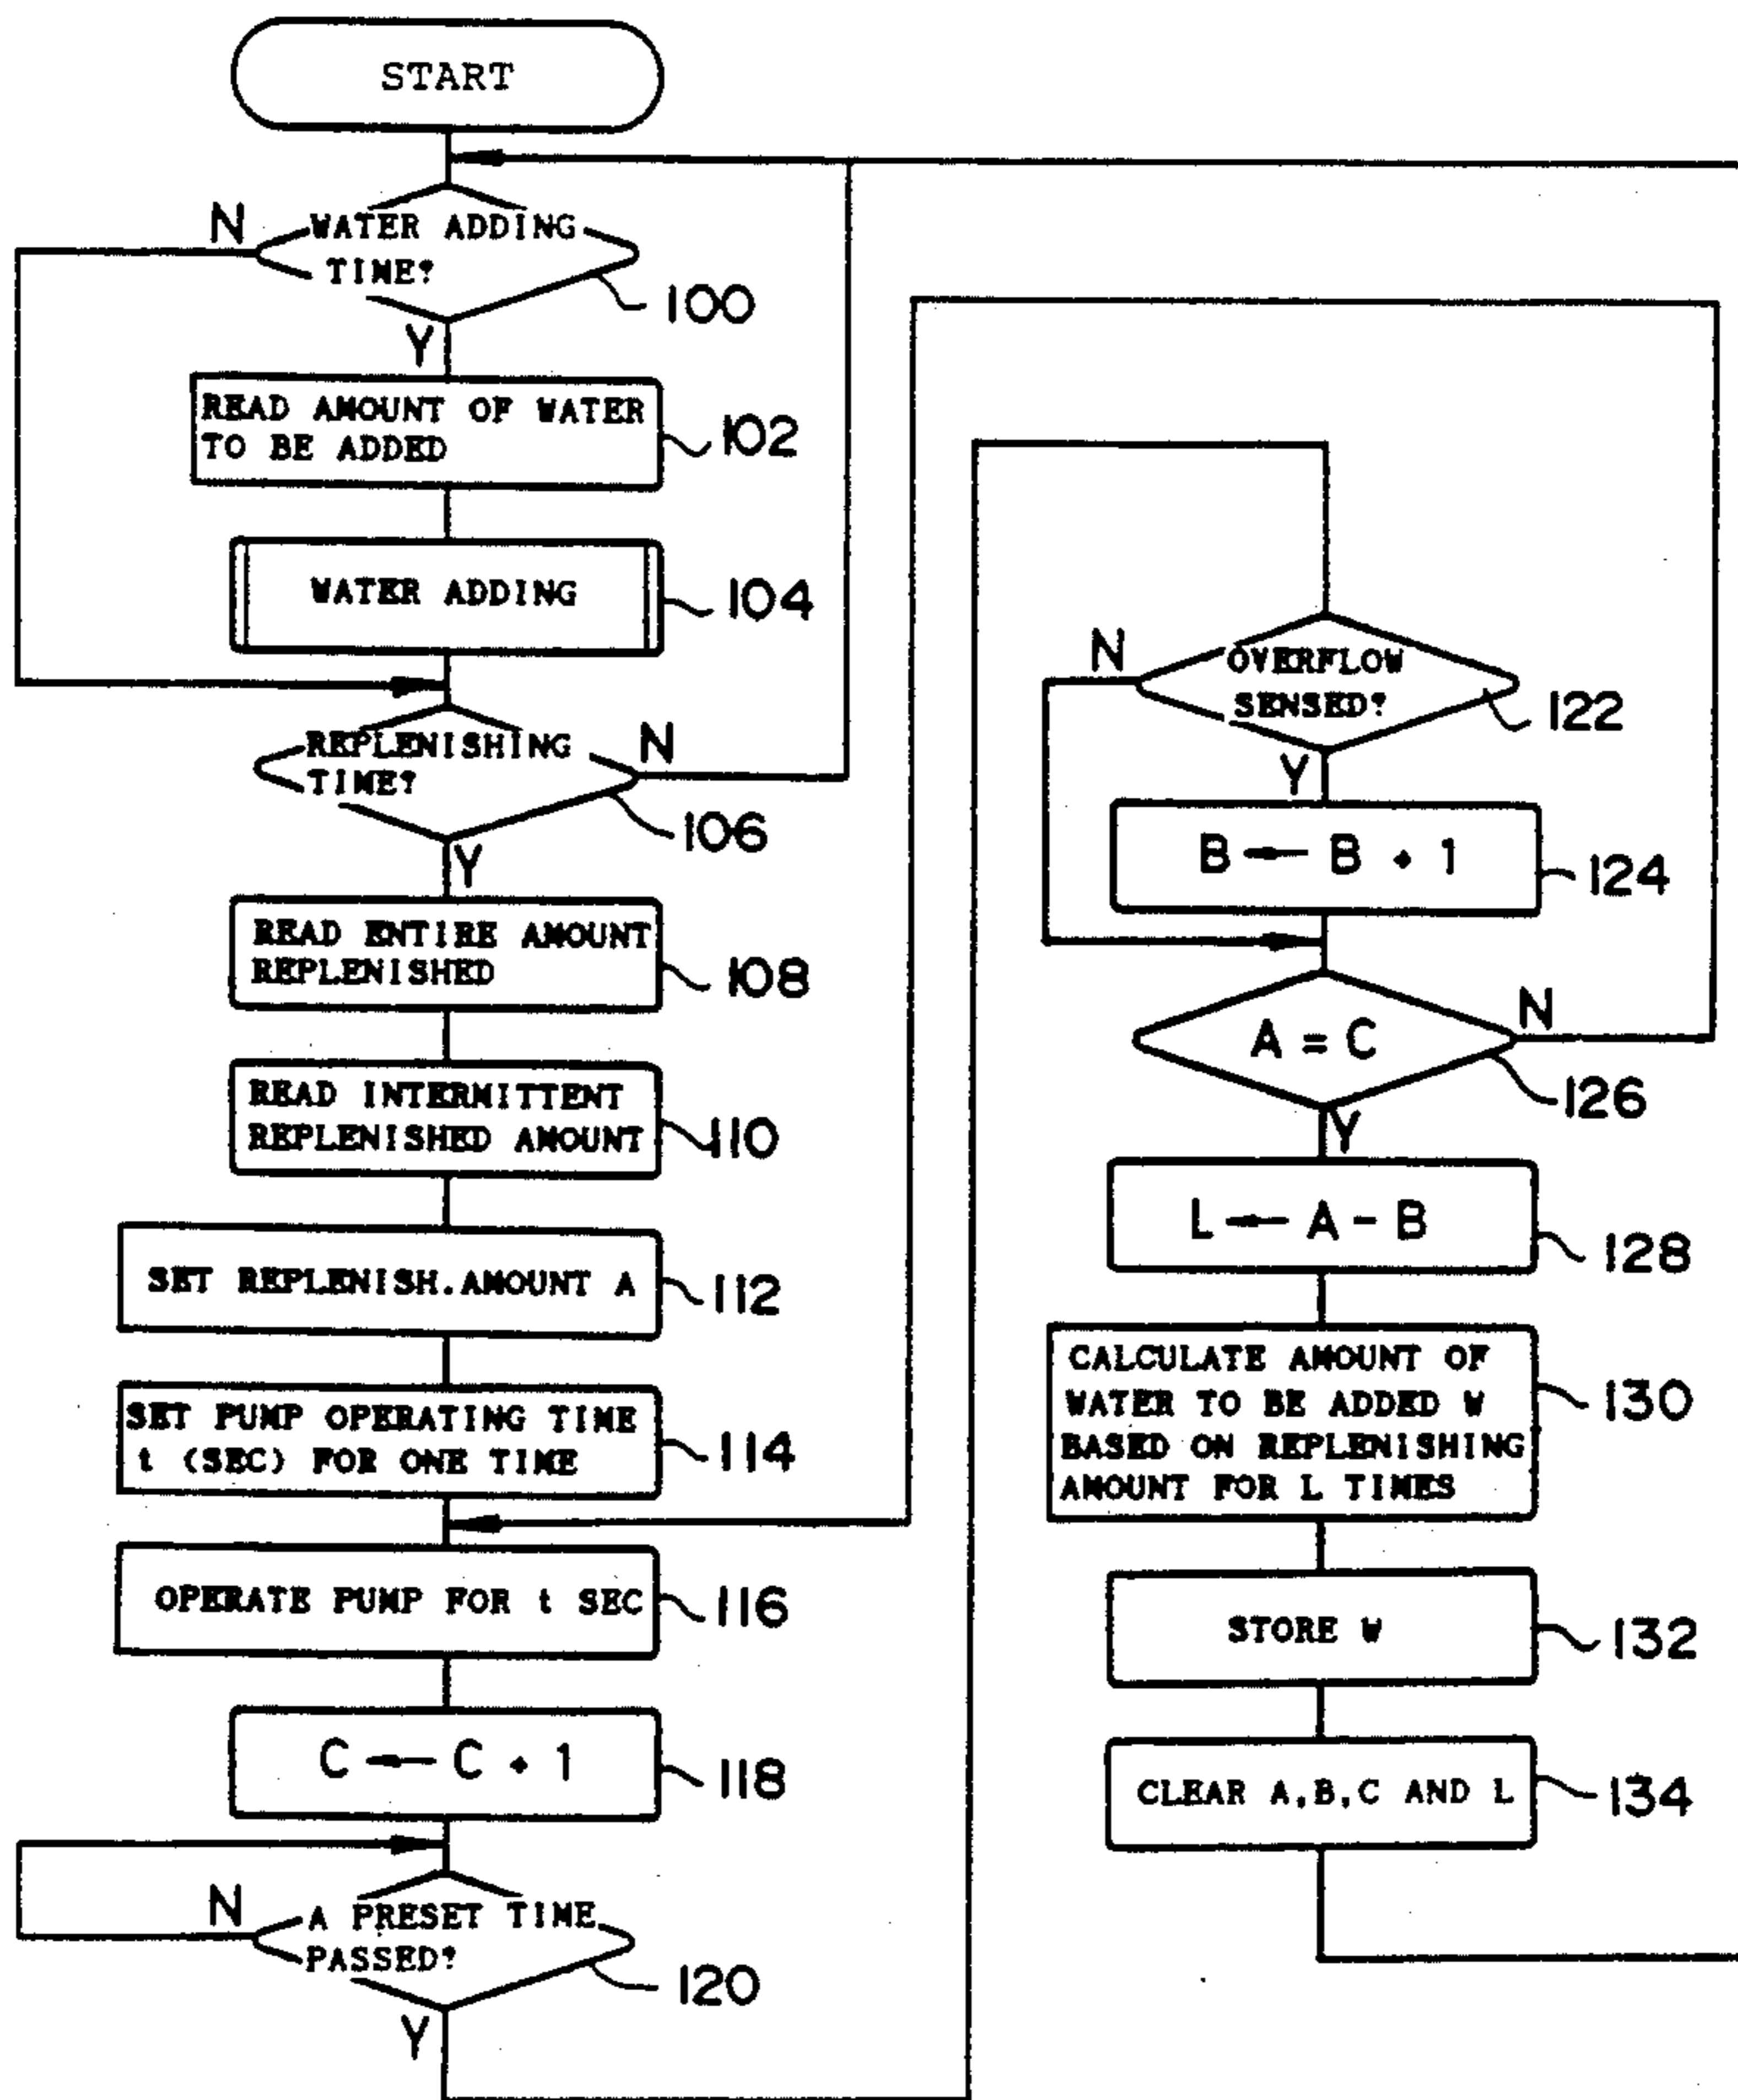 START
N
WATER ADDING
TIME?
100
Y
READ AMOUNT OF WATER
TO BE ADDED
102
WATER ADDING
104
REPLENISHING
TIME?
N
106
Y
READ ENTIRE AMOUNT
REPLENISHED
108
READ INTERMITTENT
REPLENISHED AMOUNT
110
SET REPLENISH.AMOUNT A
112
SET PUMP OPERATING TIME
t (SEC) FOR ONE TIME
114
OPERATE PUMP FOR t SEC
116
C ← C + 1
118
N
A PRESET TIME
PASSED?
120
Y
N
OVERFLOW
SENSED?
122
Y
B ← B + 1
124
A = C
N
126
Y
L ← A - B
128
CALCULATE AMOUNT OF
WATER TO BE ADDED W
BASED ON REPLENISHING
AMOUNT FOR L TIMES
130
STORE W
132
CLEAR A,B,C AND L
134